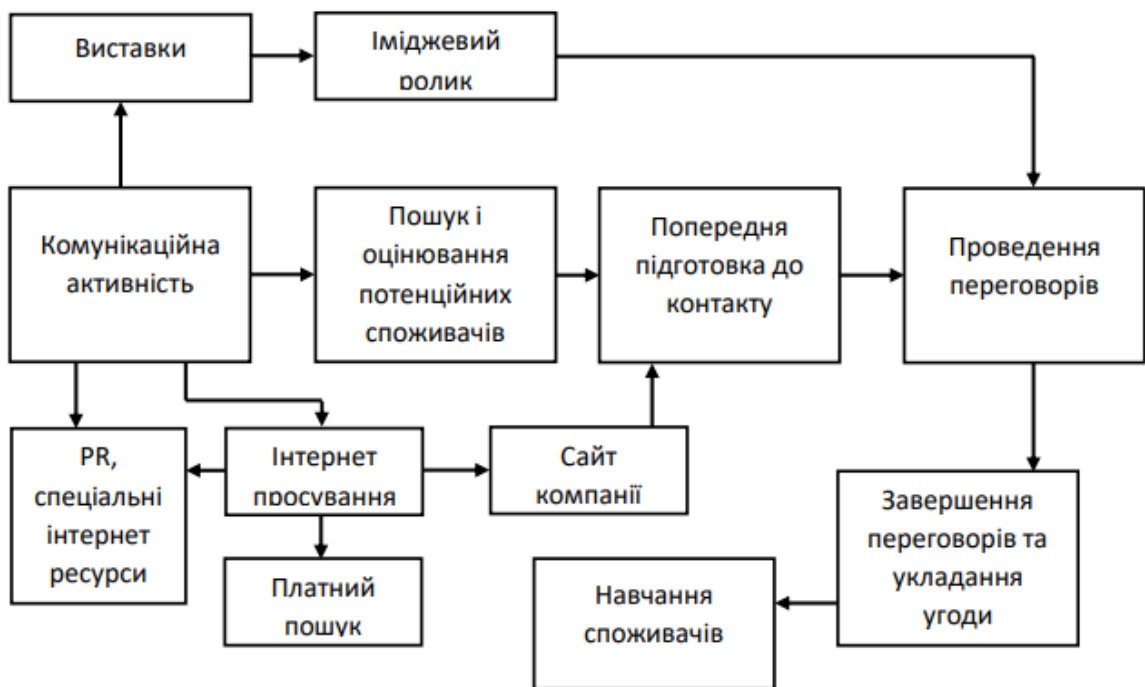 Виставки
Іміджевий
ролик
Комунікаційна
активність
Пошук і
оцінювання
потенційних
споживачів
Попередня
підготовка до
контакту
Проведення
переговорів
PR,
спеціальні
інтернет
ресурси
Інтернет
просування
Сайт
компанії
Платний
пошук
Навчання
споживачів
Завершення
переговорів та
укладання
угоди